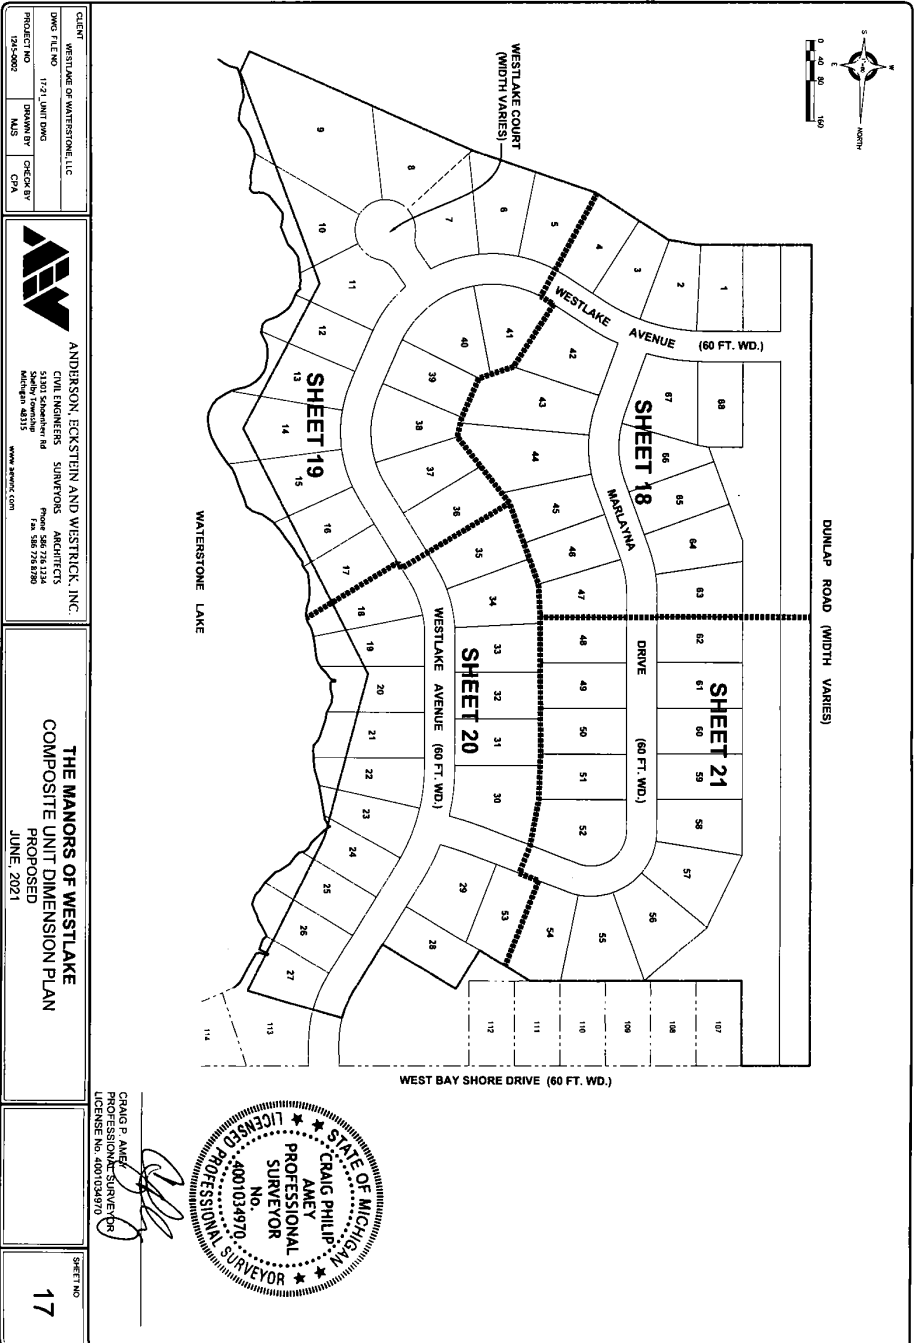 S
W
E
NORTH
1"=80'
0 40 80 160
DUNLAP ROAD (WIDTH VARIES)
WESTLAKE COURT
(WIDTH VARIES)
WESTLAKE AVENUE (60 FT. WD.)
MARLAYNA DRIVE (60 FT. WD.)
WESTLAKE AVENUE (60 FT. WD.)
WEST BAY SHORE DRIVE (60 FT. WD.)
WATERSTONE LAKE
SHEET 18
SHEET 19
SHEET 20
SHEET 21
1
2
3
4
5
6
7
8
9
10
11
12
13
14
15
16
17
18
19
20
21
22
23
24
25
26
27
28
29
30
31
32
33
34
35
36
37
38
39
40
41
42
43
44
45
46
47
48
49
50
51
52
53
54
55
56
57
58
59
60
61
62
63
64
65
66
67
68
107
108
109
110
111
112
113
114
STATE OF MICHIGAN
CRAIG PHILIP
AMEY
PROFESSIONAL
SURVEYOR
No.
4001034970
LICENSED PROFESSIONAL SURVEYOR
CRAIG P. AMEY
PROFESSIONAL SURVEYOR
LICENSE No. 4001034970
CLIENT
WESTLAKE OF WATERSTONE, LLC
DWG FILE NO
17-21_UNIT DWG
PROJECT NO
1245-0002
DRAWN BY
MJS
CHECK BY
CPA
AEW
ANDERSON, ECKSTEIN AND WESTRICK, INC.
CIVIL ENGINEERS SURVEYORS ARCHITECTS
51301 Schoenherr Rd
Shelby Township
Michigan 48315
Phone 586 726 1234
Fax 586 726 8780
www aewinc com
THE MANORS OF WESTLAKE
COMPOSITE UNIT DIMENSION PLAN
PROPOSED
JUNE, 2021
SHEET NO
17